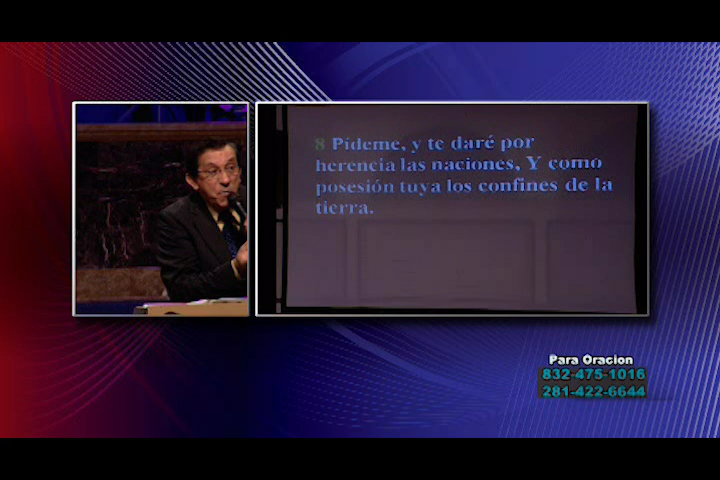 8 Pídeme, y te daré por
herencia las naciones, Y como
posesión tuya los confines de la
tierra.
Para Oracion
832-475-1016
281-422-6644